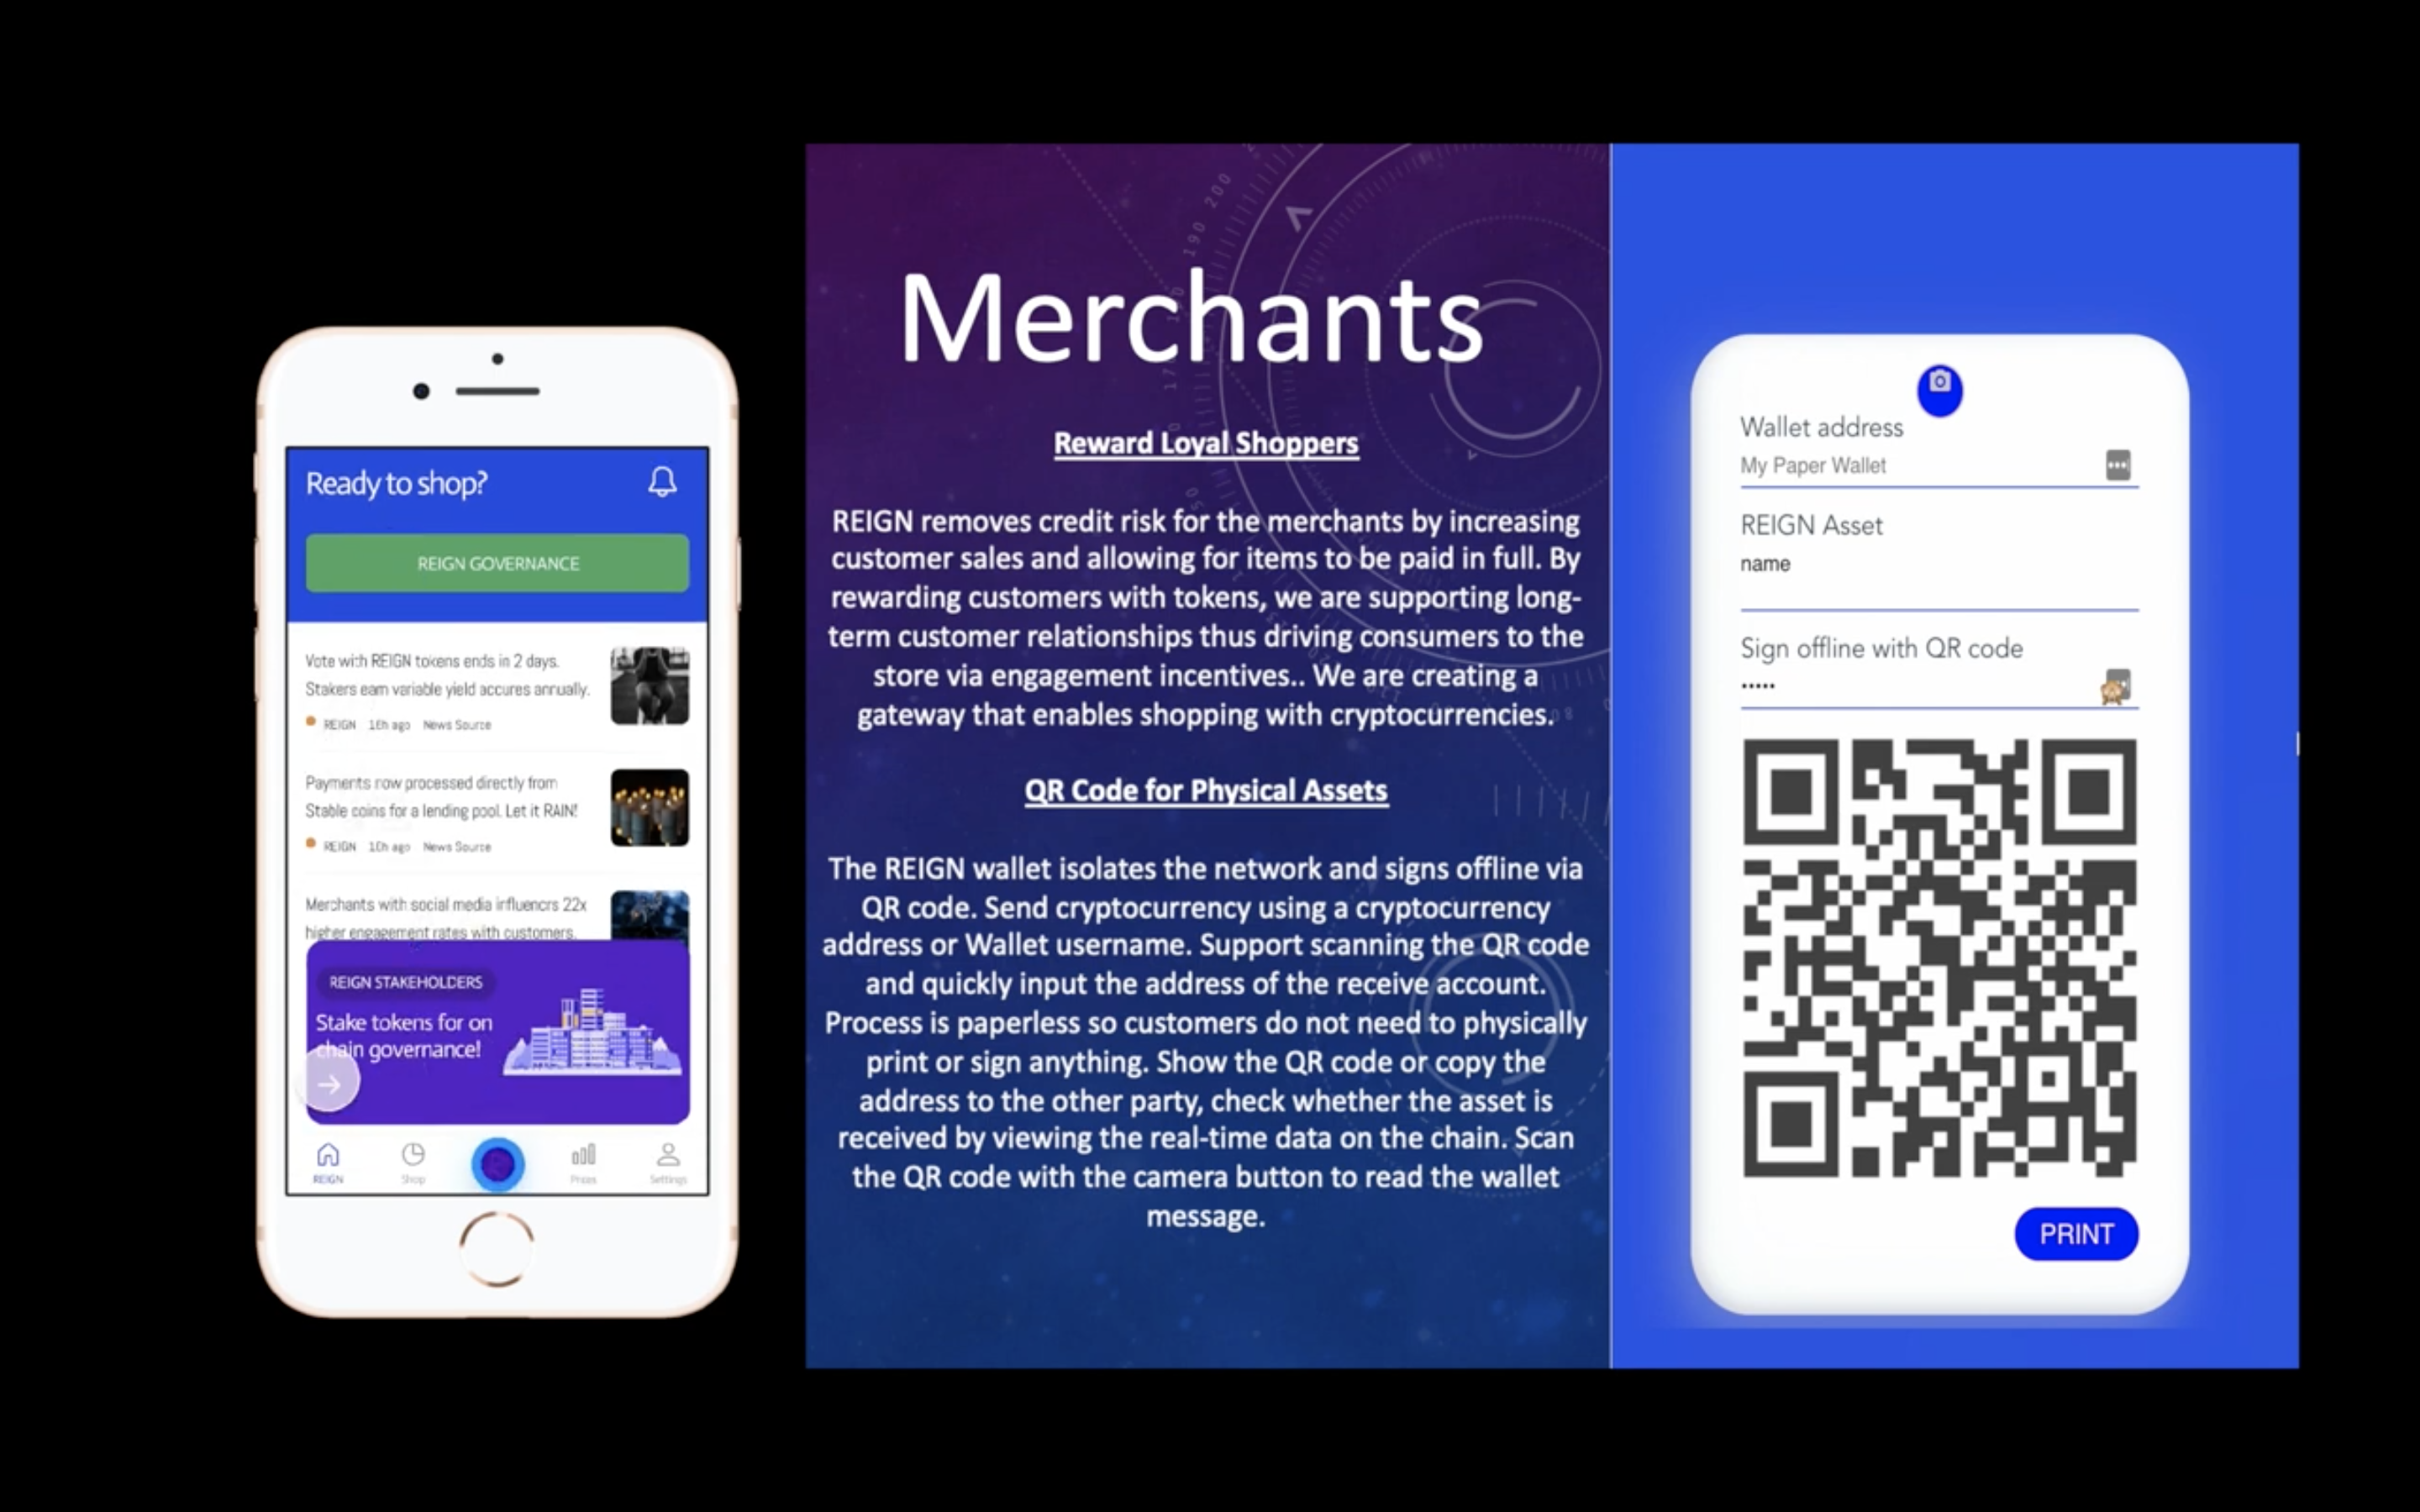 Ready to shop?
REIGN GOVERNANCE
Vote with REIGN tokens ends in 2 days.
Stakers earn variable yield accures annually.
REIGN 16h ago News Source
Payments now processed directly from
Stable coins for a lending pool. Let it RAIN!
REIGN 10h ago News Source
Merchants with social media influencrs 22x
higher engagement rates with customers.
REIGN STAKEHOLDERS
Stake tokens for on
chain governance!
REIGN Shop Prices Settings
Merchants
Reward Loyal Shoppers
REIGN removes credit risk for the merchants by increasing
customer sales and allowing for items to be paid in full. By
rewarding customers with tokens, we are supporting long-
term customer relationships thus driving consumers to the
store via engagement incentives.. We are creating a
gateway that enables shopping with cryptocurrencies.
QR Code for Physical Assets
The REIGN wallet isolates the network and signs offline via
QR code. Send cryptocurrency using a cryptocurrency
address or Wallet username. Support scanning the QR code
and quickly input the address of the receive account.
Process is paperless so customers do not need to physically
print or sign anything. Show the QR code or copy the
address to the other party, check whether the asset is
received by viewing the real-time data on the chain. Scan
the QR code with the camera button to read the wallet
message.
Wallet address
My Paper Wallet
REIGN Asset
name
Sign offline with QR code
•••••
PRINT